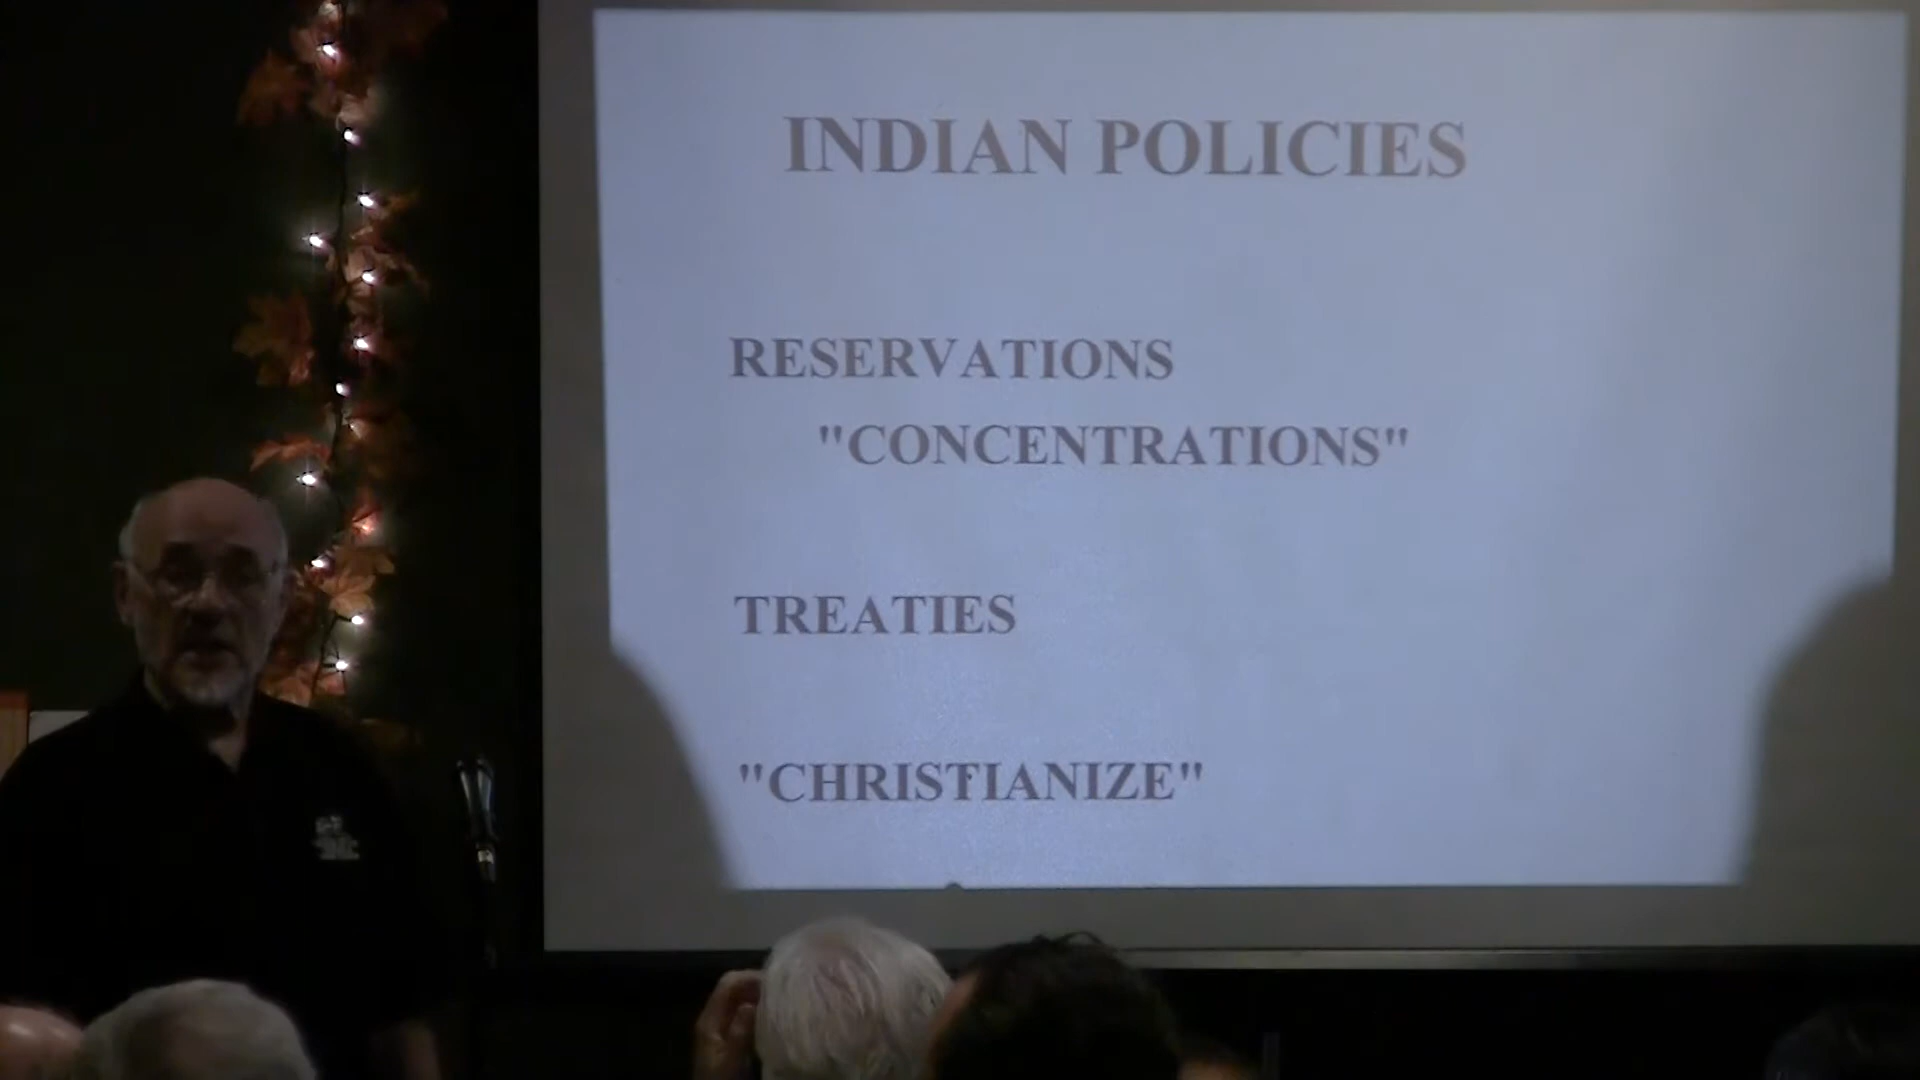 INDIAN POLICIES
RESERVATIONS
"CONCENTRATIONS"
TREATIES
"CHRISTIANIZE"